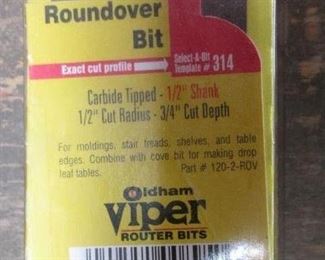 Roundover
Bit
Exact cut profile
Select-A-Bit
Template # 314
Carbide Tipped - 1/2" Shank
1/2" Cut Radius - 3/4" Cut Depth
For moldings, stair treads, shelves, and table
edges. Combine with cove bit for making drop
leaf tables.
Part # 120-2-ROV
Oldham
Viper
ROUTER BITS